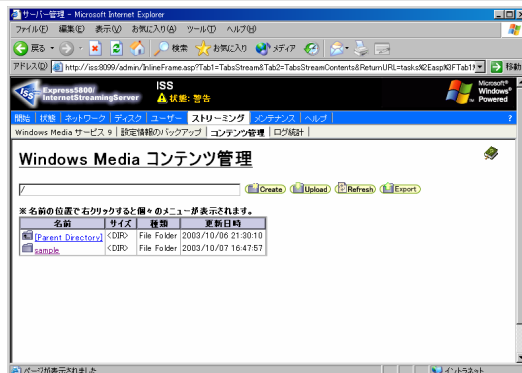 サーバー管理 - Microsoft Internet Explorer
ファイル(F) 編集(E) 表示(V) お気に入り(A) ツール(T) ヘルプ(H)
戻る 検索 お気に入り メディア
アドレス(D) http://iss:8099/admin/InlineFrame.asp?Tab1=TabsStream&Tab2=TabsStreamContents&ReturnURL=tasks%2Easp%3FTab1% 移動
ISS Express5800/ InternetStreamingServer
ISS
状態: 警告
Microsoft® Windows® Powered
開始 状態 ネットワーク ディスク ユーザー ストリーミング メンテナンス ヘルプ ?
Windows Media サービス 9 設定情報のバックアップ コンテンツ管理 ログ統計
Windows Media コンテンツ管理
/ Create Upload Refresh Export
※ 名前の位置で右クリックすると個々のメニューが表示されます。
名前 サイズ 種類 更新日時
[Parent Directory] <DIR> File Folder 2003/10/06 21:30:10
sample <DIR> File Folder 2003/10/07 16:47:57
ページが表示されました イントラネット